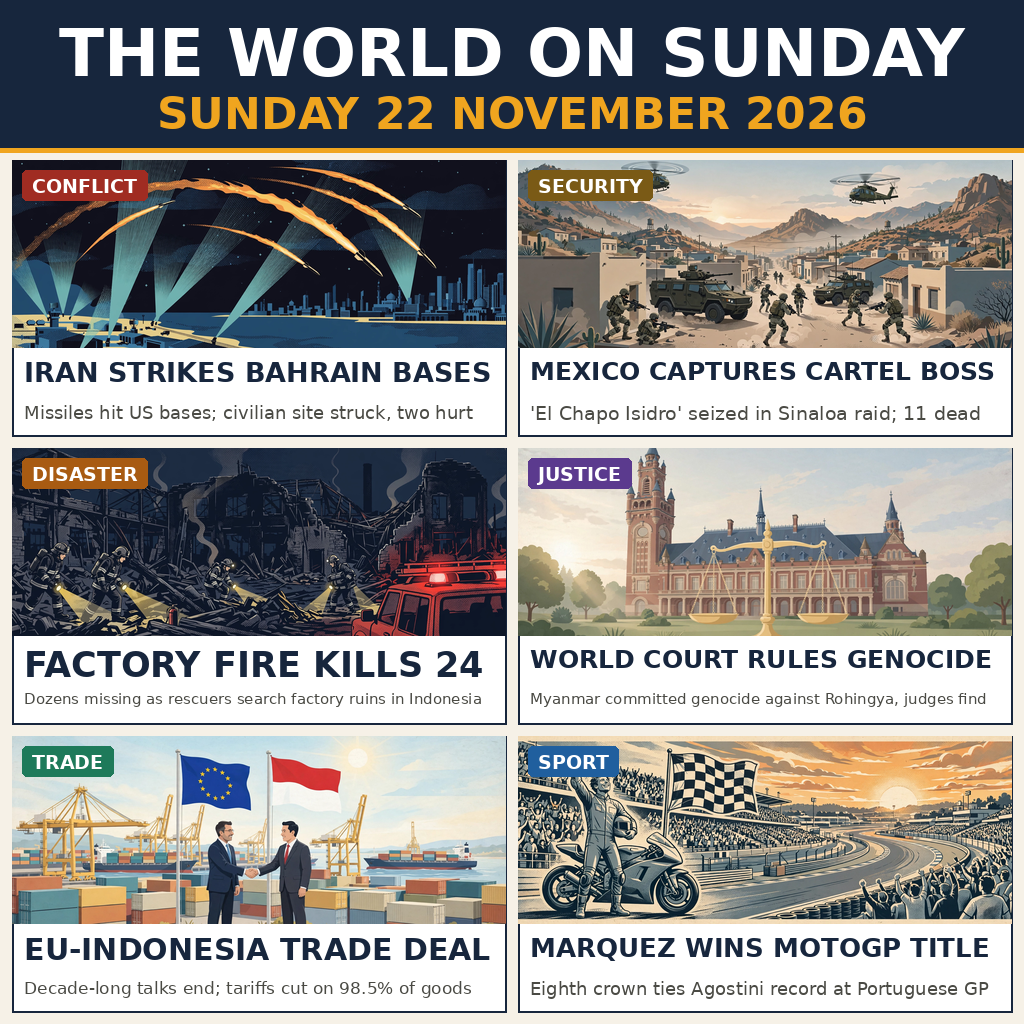 THE WORLD ON SUNDAY
SUNDAY 22 NOVEMBER 2026
CONFLICT
IRAN STRIKES BAHRAIN BASES
Missiles hit US bases; civilian site struck, two hurt
SECURITY
MEXICO CAPTURES CARTEL BOSS
'El Chapo Isidro' seized in Sinaloa raid; 11 dead
DISASTER
FACTORY FIRE KILLS 24
Dozens missing as rescuers search factory ruins in Indonesia
JUSTICE
WORLD COURT RULES GENOCIDE
Myanmar committed genocide against Rohingya, judges find
TRADE
EU-INDONESIA TRADE DEAL
Decade-long talks end; tariffs cut on 98.5% of goods
SPORT
MARQUEZ WINS MOTOGP TITLE
Eighth crown ties Agostini record at Portuguese GP